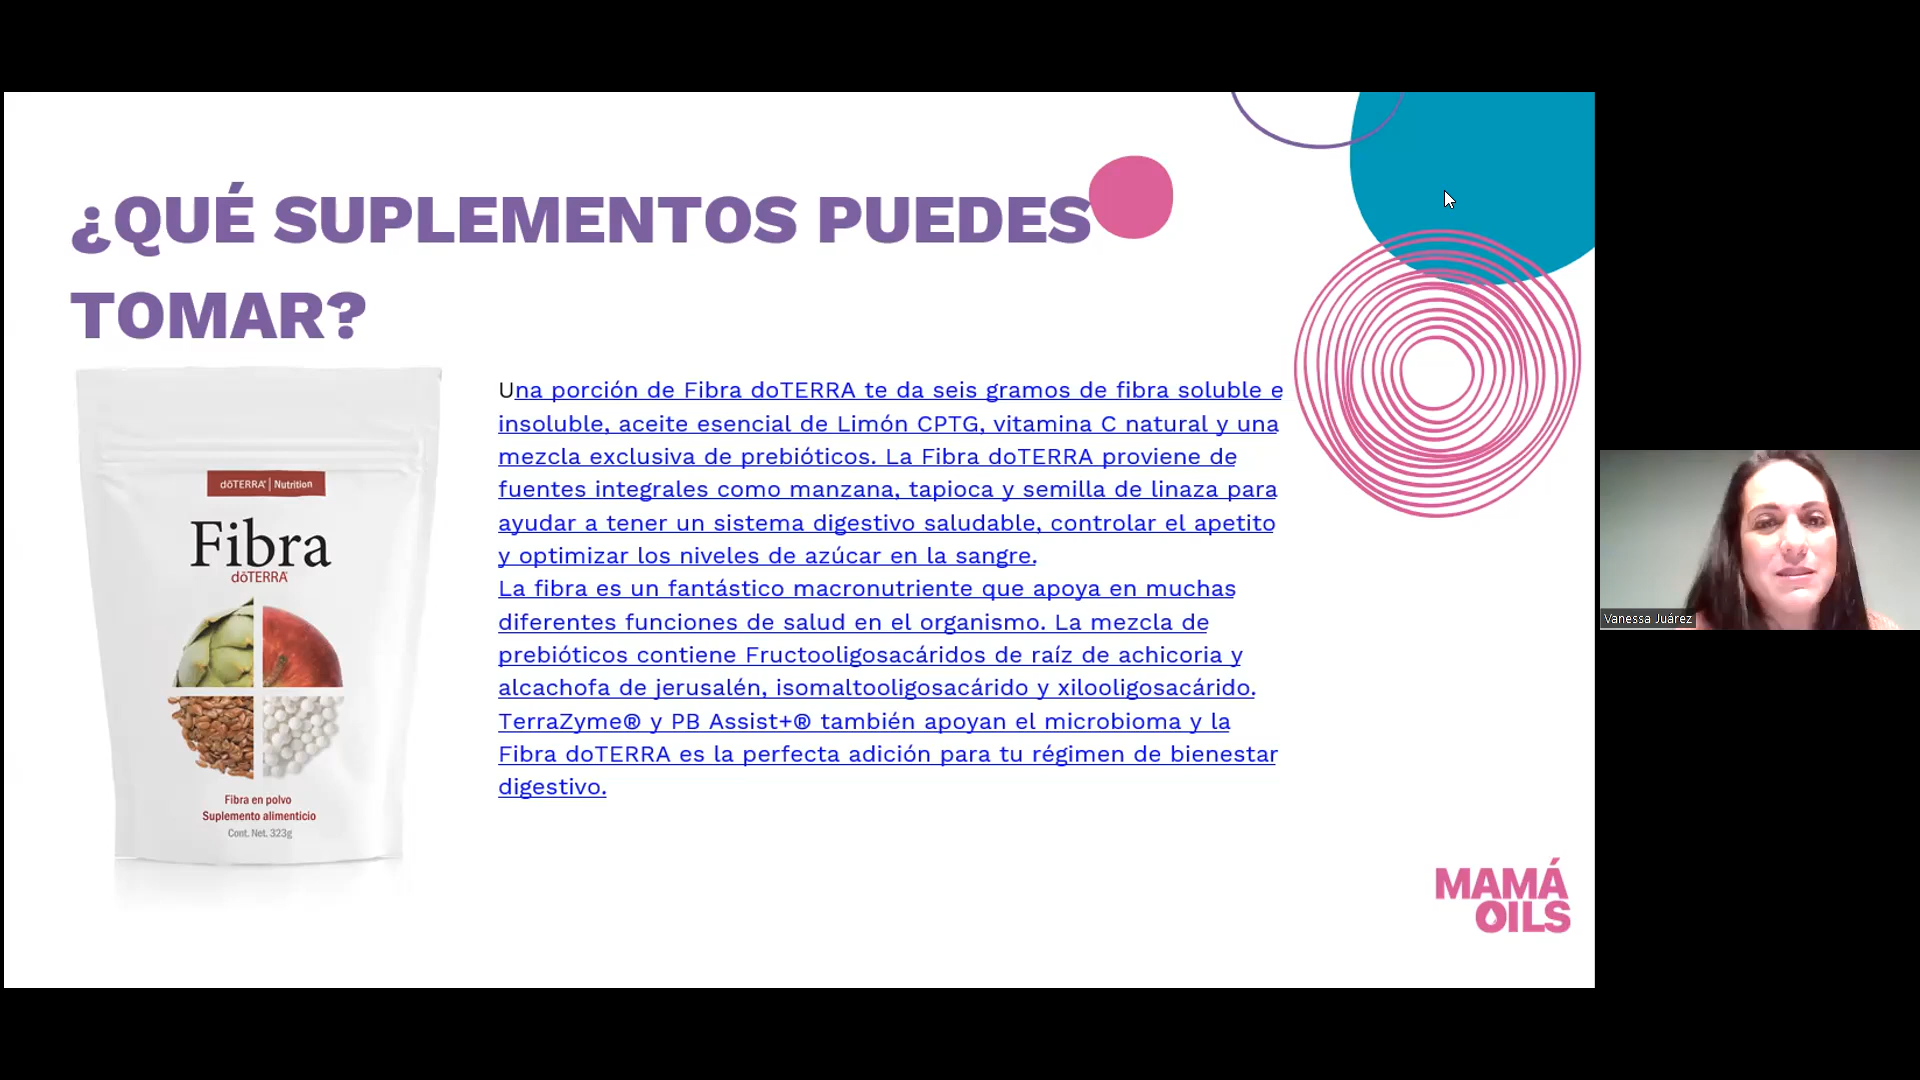 ¿QUÉ SUPLEMENTOS PUEDES
TOMAR?
dōTERRA® | Nutrition
Fibra
dōTERRA®
Fibra en polvo
Suplemento alimenticio
Cont. Net. 323g
Una porción de Fibra doTERRA te da seis gramos de fibra soluble e
insoluble, aceite esencial de Limón CPTG, vitamina C natural y una
mezcla exclusiva de prebióticos. La Fibra doTERRA proviene de
fuentes integrales como manzana, tapioca y semilla de linaza para
ayudar a tener un sistema digestivo saludable, controlar el apetito
y optimizar los niveles de azúcar en la sangre.
La fibra es un fantástico macronutriente que apoya en muchas
diferentes funciones de salud en el organismo. La mezcla de
prebióticos contiene Fructooligosacáridos de raíz de achicoria y
alcachofa de jerusalén, isomaltooligosacárido y xilooligosacárido.
TerraZyme® y PB Assist+® también apoyan el microbioma y la
Fibra doTERRA es la perfecta adición para tu régimen de bienestar
digestivo.
MAMÁ
OILS
Vanessa Juárez